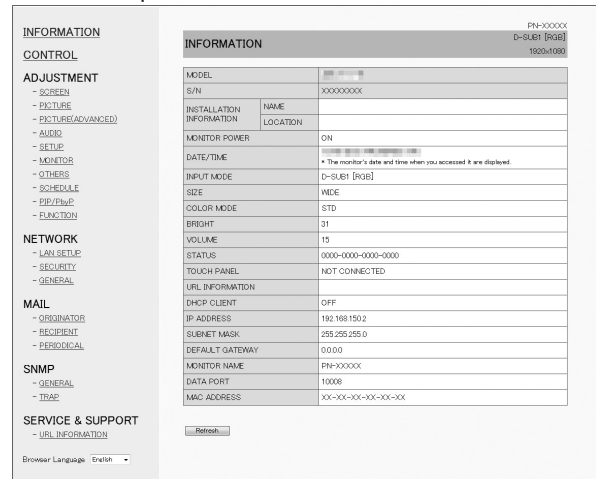 INFORMATION
CONTROL
ADJUSTMENT
- SCREEN
- PICTURE
- PICTURE(ADVANCED)
- AUDIO
- SETUP
- MONITOR
- OTHERS
- SCHEDULE
- PIP/PbyP
- FUNCTION
NETWORK
- LAN SETUP
- SECURITY
- GENERAL
MAIL
- ORIGINATOR
- RECIPIENT
- PERIODICAL
SNMP
- GENERAL
- TRAP
SERVICE & SUPPORT
- URL INFORMATION
Browser Language English
PN-XXXXX
INFORMATION
D-SUB1 [RGB]
1920x1080
MODEL
S/N XXXXXXXX
INSTALLATION INFORMATION NAME
LOCATION
MONITOR POWER ON
DATE/TIME
* The monitor's date and time when you accessed it are displayed.
INPUT MODE D-SUB1 [RGB]
SIZE WIDE
COLOR MODE STD
BRIGHT 31
VOLUME 15
STATUS 0000-0000-0000-0000
TOUCH PANEL NOT CONNECTED
URL INFORMATION
DHCP CLIENT OFF
IP ADDRESS 192.168.150.2
SUBNET MASK 255.255.255.0
DEFAULT GATEWAY 0.0.0.0
MONITOR NAME PN-XXXXX
DATA PORT 10008
MAC ADDRESS XX-XX-XX-XX-XX-XX
Refresh